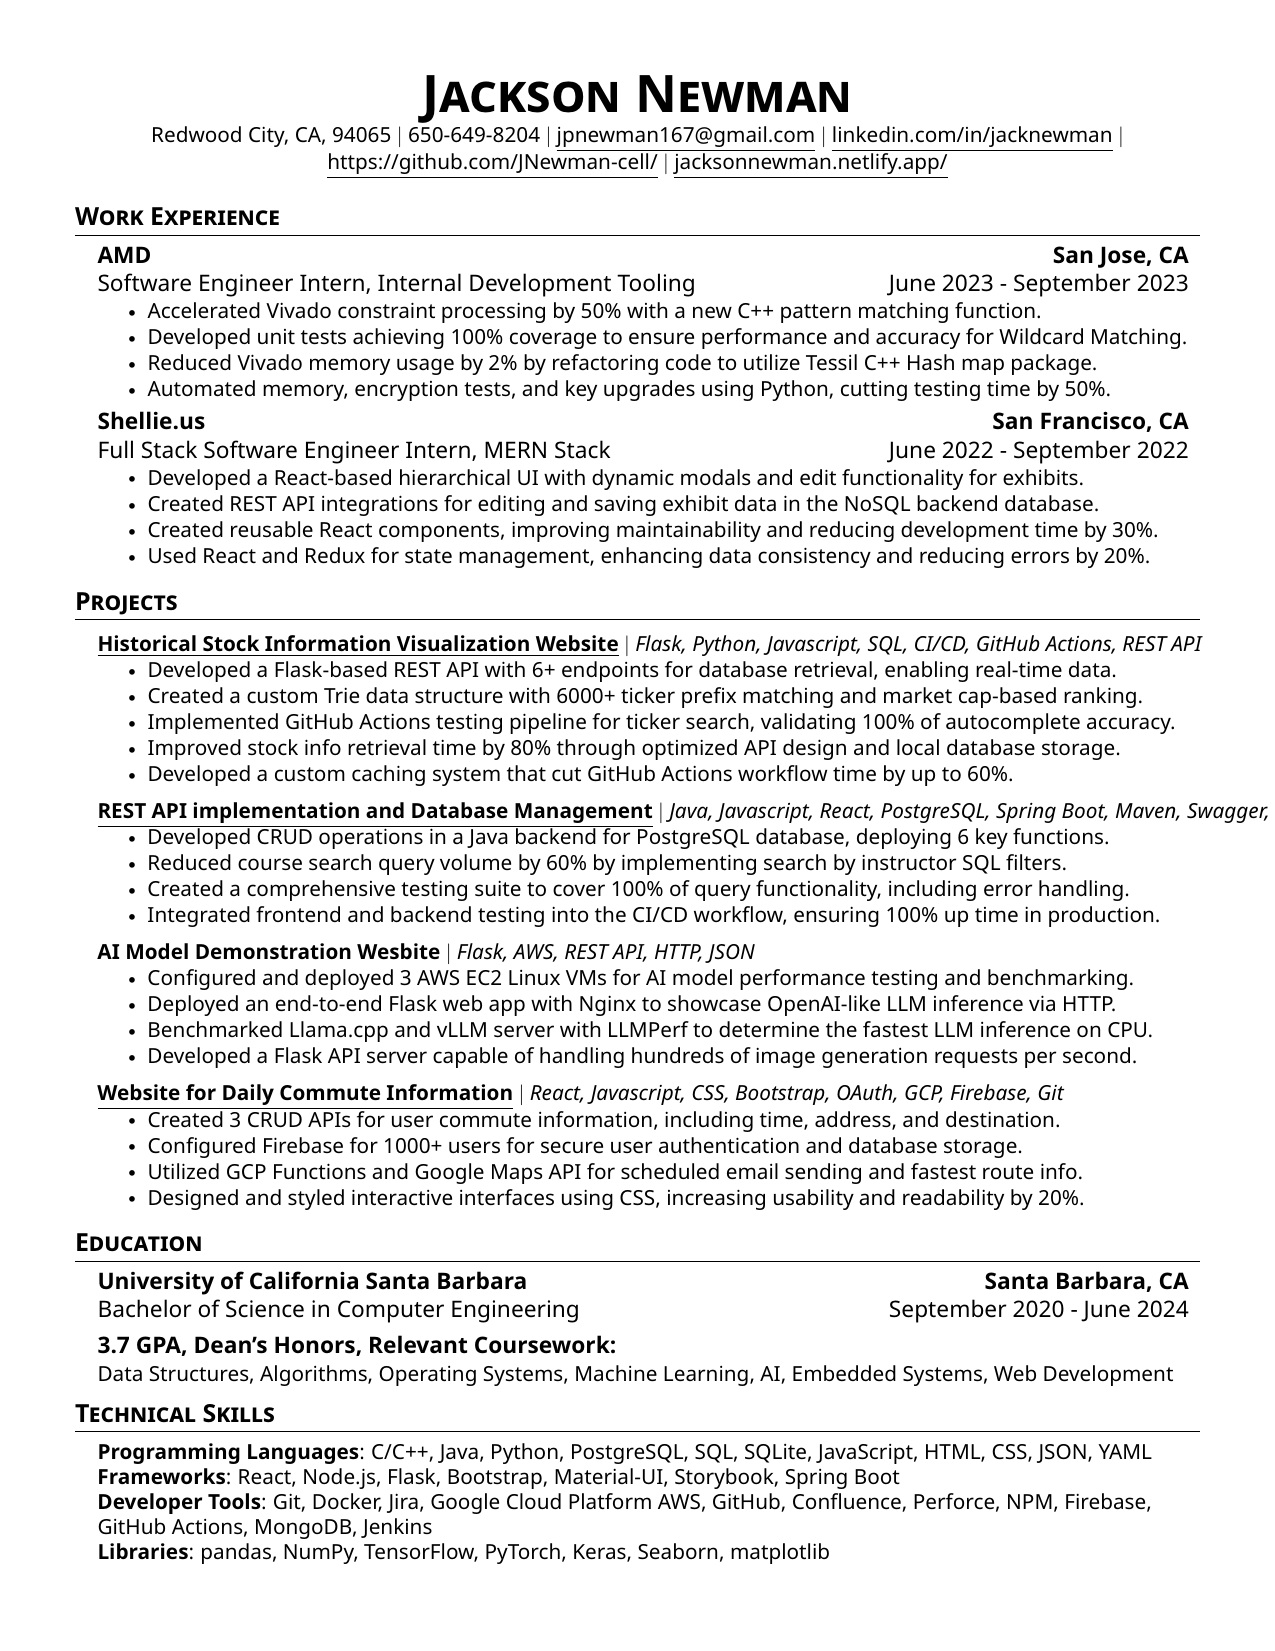 Jackson Newman
Redwood City, CA, 94065 | 650-649-8204 | jpnewman167@gmail.com | linkedin.com/in/jacknewman |
https://github.com/JNewman-cell/ | jacksonnewman.netlify.app/
Work Experience
AMD San Jose, CA
Software Engineer Intern, Internal Development Tooling June 2023 - September 2023
• Accelerated Vivado constraint processing by 50% with a new C++ pattern matching function.
• Developed unit tests achieving 100% coverage to ensure performance and accuracy for Wildcard Matching.
• Reduced Vivado memory usage by 2% by refactoring code to utilize Tessil C++ Hash map package.
• Automated memory, encryption tests, and key upgrades using Python, cutting testing time by 50%.
Shellie.us San Francisco, CA
Full Stack Software Engineer Intern, MERN Stack June 2022 - September 2022
• Developed a React-based hierarchical UI with dynamic modals and edit functionality for exhibits.
• Created REST API integrations for editing and saving exhibit data in the NoSQL backend database.
• Created reusable React components, improving maintainability and reducing development time by 30%.
• Used React and Redux for state management, enhancing data consistency and reducing errors by 20%.
Projects
Historical Stock Information Visualization Website | Flask, Python, Javascript, SQL, CI/CD, GitHub Actions, REST API
• Developed a Flask-based REST API with 6+ endpoints for database retrieval, enabling real-time data.
• Created a custom Trie data structure with 6000+ ticker prefix matching and market cap-based ranking.
• Implemented GitHub Actions testing pipeline for ticker search, validating 100% of autocomplete accuracy.
• Improved stock info retrieval time by 80% through optimized API design and local database storage.
• Developed a custom caching system that cut GitHub Actions workflow time by up to 60%.
REST API implementation and Database Management | Java, Javascript, React, PostgreSQL, Spring Boot, Maven, Swagger,
• Developed CRUD operations in a Java backend for PostgreSQL database, deploying 6 key functions.
• Reduced course search query volume by 60% by implementing search by instructor SQL filters.
• Created a comprehensive testing suite to cover 100% of query functionality, including error handling.
• Integrated frontend and backend testing into the CI/CD workflow, ensuring 100% up time in production.
AI Model Demonstration Wesbite | Flask, AWS, REST API, HTTP, JSON
• Configured and deployed 3 AWS EC2 Linux VMs for AI model performance testing and benchmarking.
• Deployed an end-to-end Flask web app with Nginx to showcase OpenAI-like LLM inference via HTTP.
• Benchmarked Llama.cpp and vLLM server with LLMPerf to determine the fastest LLM inference on CPU.
• Developed a Flask API server capable of handling hundreds of image generation requests per second.
Website for Daily Commute Information | React, Javascript, CSS, Bootstrap, OAuth, GCP, Firebase, Git
• Created 3 CRUD APIs for user commute information, including time, address, and destination.
• Configured Firebase for 1000+ users for secure user authentication and database storage.
• Utilized GCP Functions and Google Maps API for scheduled email sending and fastest route info.
• Designed and styled interactive interfaces using CSS, increasing usability and readability by 20%.
Education
University of California Santa Barbara Santa Barbara, CA
Bachelor of Science in Computer Engineering September 2020 - June 2024
3.7 GPA, Dean’s Honors, Relevant Coursework:
Data Structures, Algorithms, Operating Systems, Machine Learning, AI, Embedded Systems, Web Development
Technical Skills
Programming Languages: C/C++, Java, Python, PostgreSQL, SQL, SQLite, JavaScript, HTML, CSS, JSON, YAML
Frameworks: React, Node.js, Flask, Bootstrap, Material-UI, Storybook, Spring Boot
Developer Tools: Git, Docker, Jira, Google Cloud Platform AWS, GitHub, Confluence, Perforce, NPM, Firebase,
GitHub Actions, MongoDB, Jenkins
Libraries: pandas, NumPy, TensorFlow, PyTorch, Keras, Seaborn, matplotlib